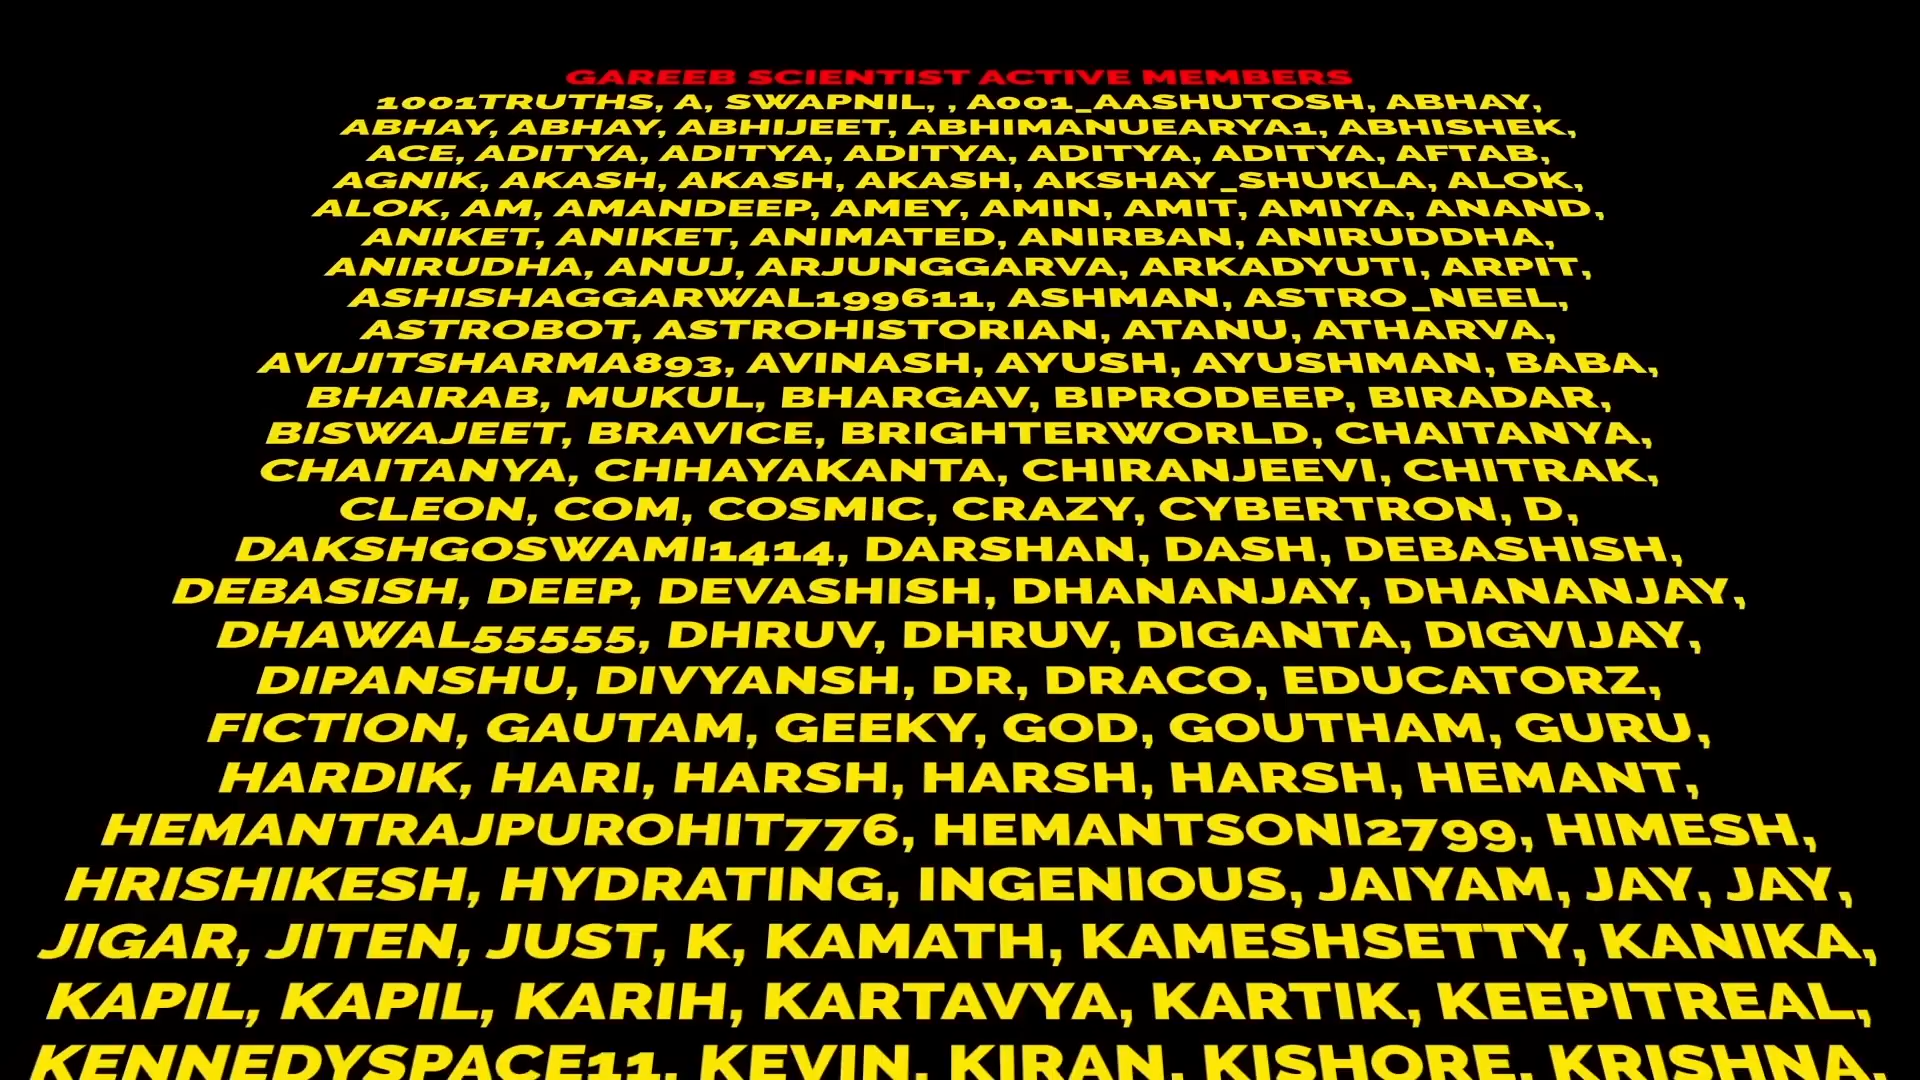 GAREEB SCIENTIST ACTIVE MEMBERS
1001TRUTHS, A, SWAPNIL, , A001_AASHUTOSH, ABHAY,
ABHAY, ABHAY, ABHIJEET, ABHIMANUEARYA1, ABHISHEK,
ACE, ADITYA, ADITYA, ADITYA, ADITYA, ADITYA, AFTAB,
AGNIK, AKASH, AKASH, AKASH, AKSHAY_SHUKLA, ALOK,
ALOK, AM, AMANDEEP, AMEY, AMIN, AMIT, AMIYA, ANAND,
ANIKET, ANIKET, ANIMATED, ANIRBAN, ANIRUDDHA,
ANIRUDHA, ANUJ, ARJUNGGARVA, ARKADYUTI, ARPIT,
ASHISHAGGARWAL199611, ASHMAN, ASTRO_NEEL,
ASTROBOT, ASTROHISTORIAN, ATANU, ATHARVA,
AVIJITSHARMA893, AVINASH, AYUSH, AYUSHMAN, BABA,
BHAIRAB, MUKUL, BHARGAV, BIPRODEEP, BIRADAR,
BISWAJEET, BRAVICE, BRIGHTERWORLD, CHAITANYA,
CHAITANYA, CHHAYAKANTA, CHIRANJEEVI, CHITRAK,
CLEON, COM, COSMIC, CRAZY, CYBERTRON, D,
DAKSHGOSWAMI1414, DARSHAN, DASH, DEBASHISH,
DEBASISH, DEEP, DEVASHISH, DHANANJAY, DHANANJAY,
DHAWAL55555, DHRUV, DHRUV, DIGANTA, DIGVIJAY,
DIPANSHU, DIVYANSH, DR, DRACO, EDUCATORZ,
FICTION, GAUTAM, GEEKY, GOD, GOUTHAM, GURU,
HARDIK, HARI, HARSH, HARSH, HARSH, HEMANT,
HEMANTRAJPUROHIT776, HEMANTSONI2799, HIMESH,
HRISHIKESH, HYDRATING, INGENIOUS, JAIYAM, JAY, JAY,
JIGAR, JITEN, JUST, K, KAMATH, KAMESHSETTY, KANIKA,
KAPIL, KAPIL, KARIH, KARTAVYA, KARTIK, KEEPITREAL,
KENNEDYSPACE11, KEVIN, KIRAN, KISHORE, KRISHNA,